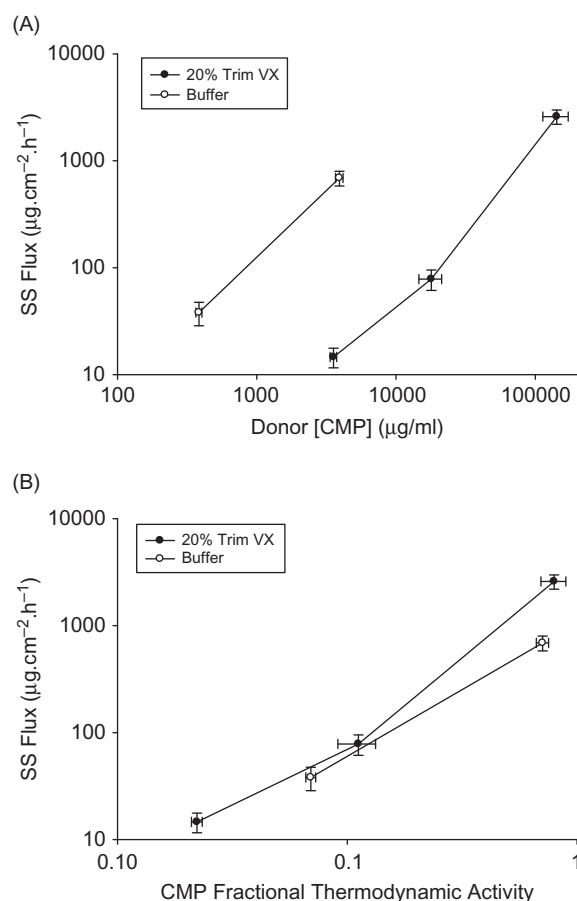 (A)
10000
1000
100
10
SS Flux (µg.cm⁻².h⁻¹)
20% Trim VX
Buffer
100 1000 10000 100000
Donor [CMP] (µg/ml)
(B)
10000
1000
100
10
SS Flux (µg.cm⁻².h⁻¹)
20% Trim VX
Buffer
0.10 0.1 1
CMP Fractional Thermodynamic Activity